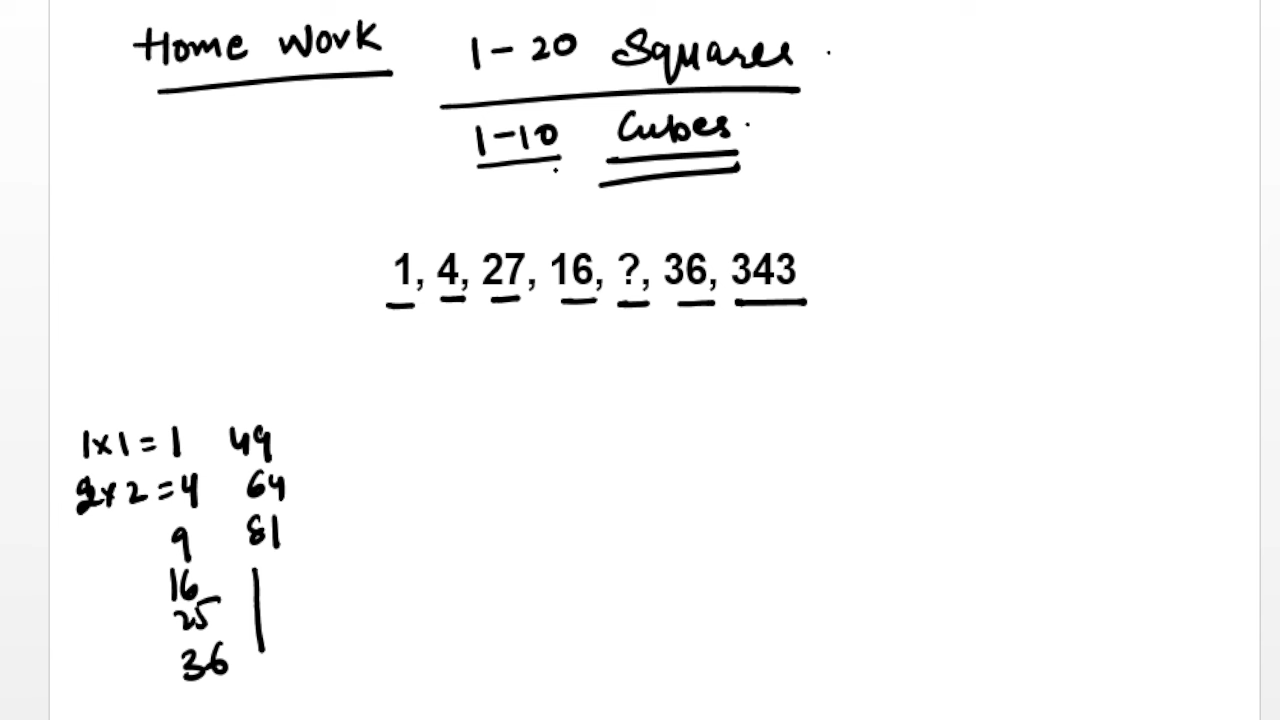 Home Work
1-20 Squares
1-10 Cubes.
1, 4, 27, 16, ?, 36, 343
1x1=1 49
2x2=4 64
9 81
16
25
36